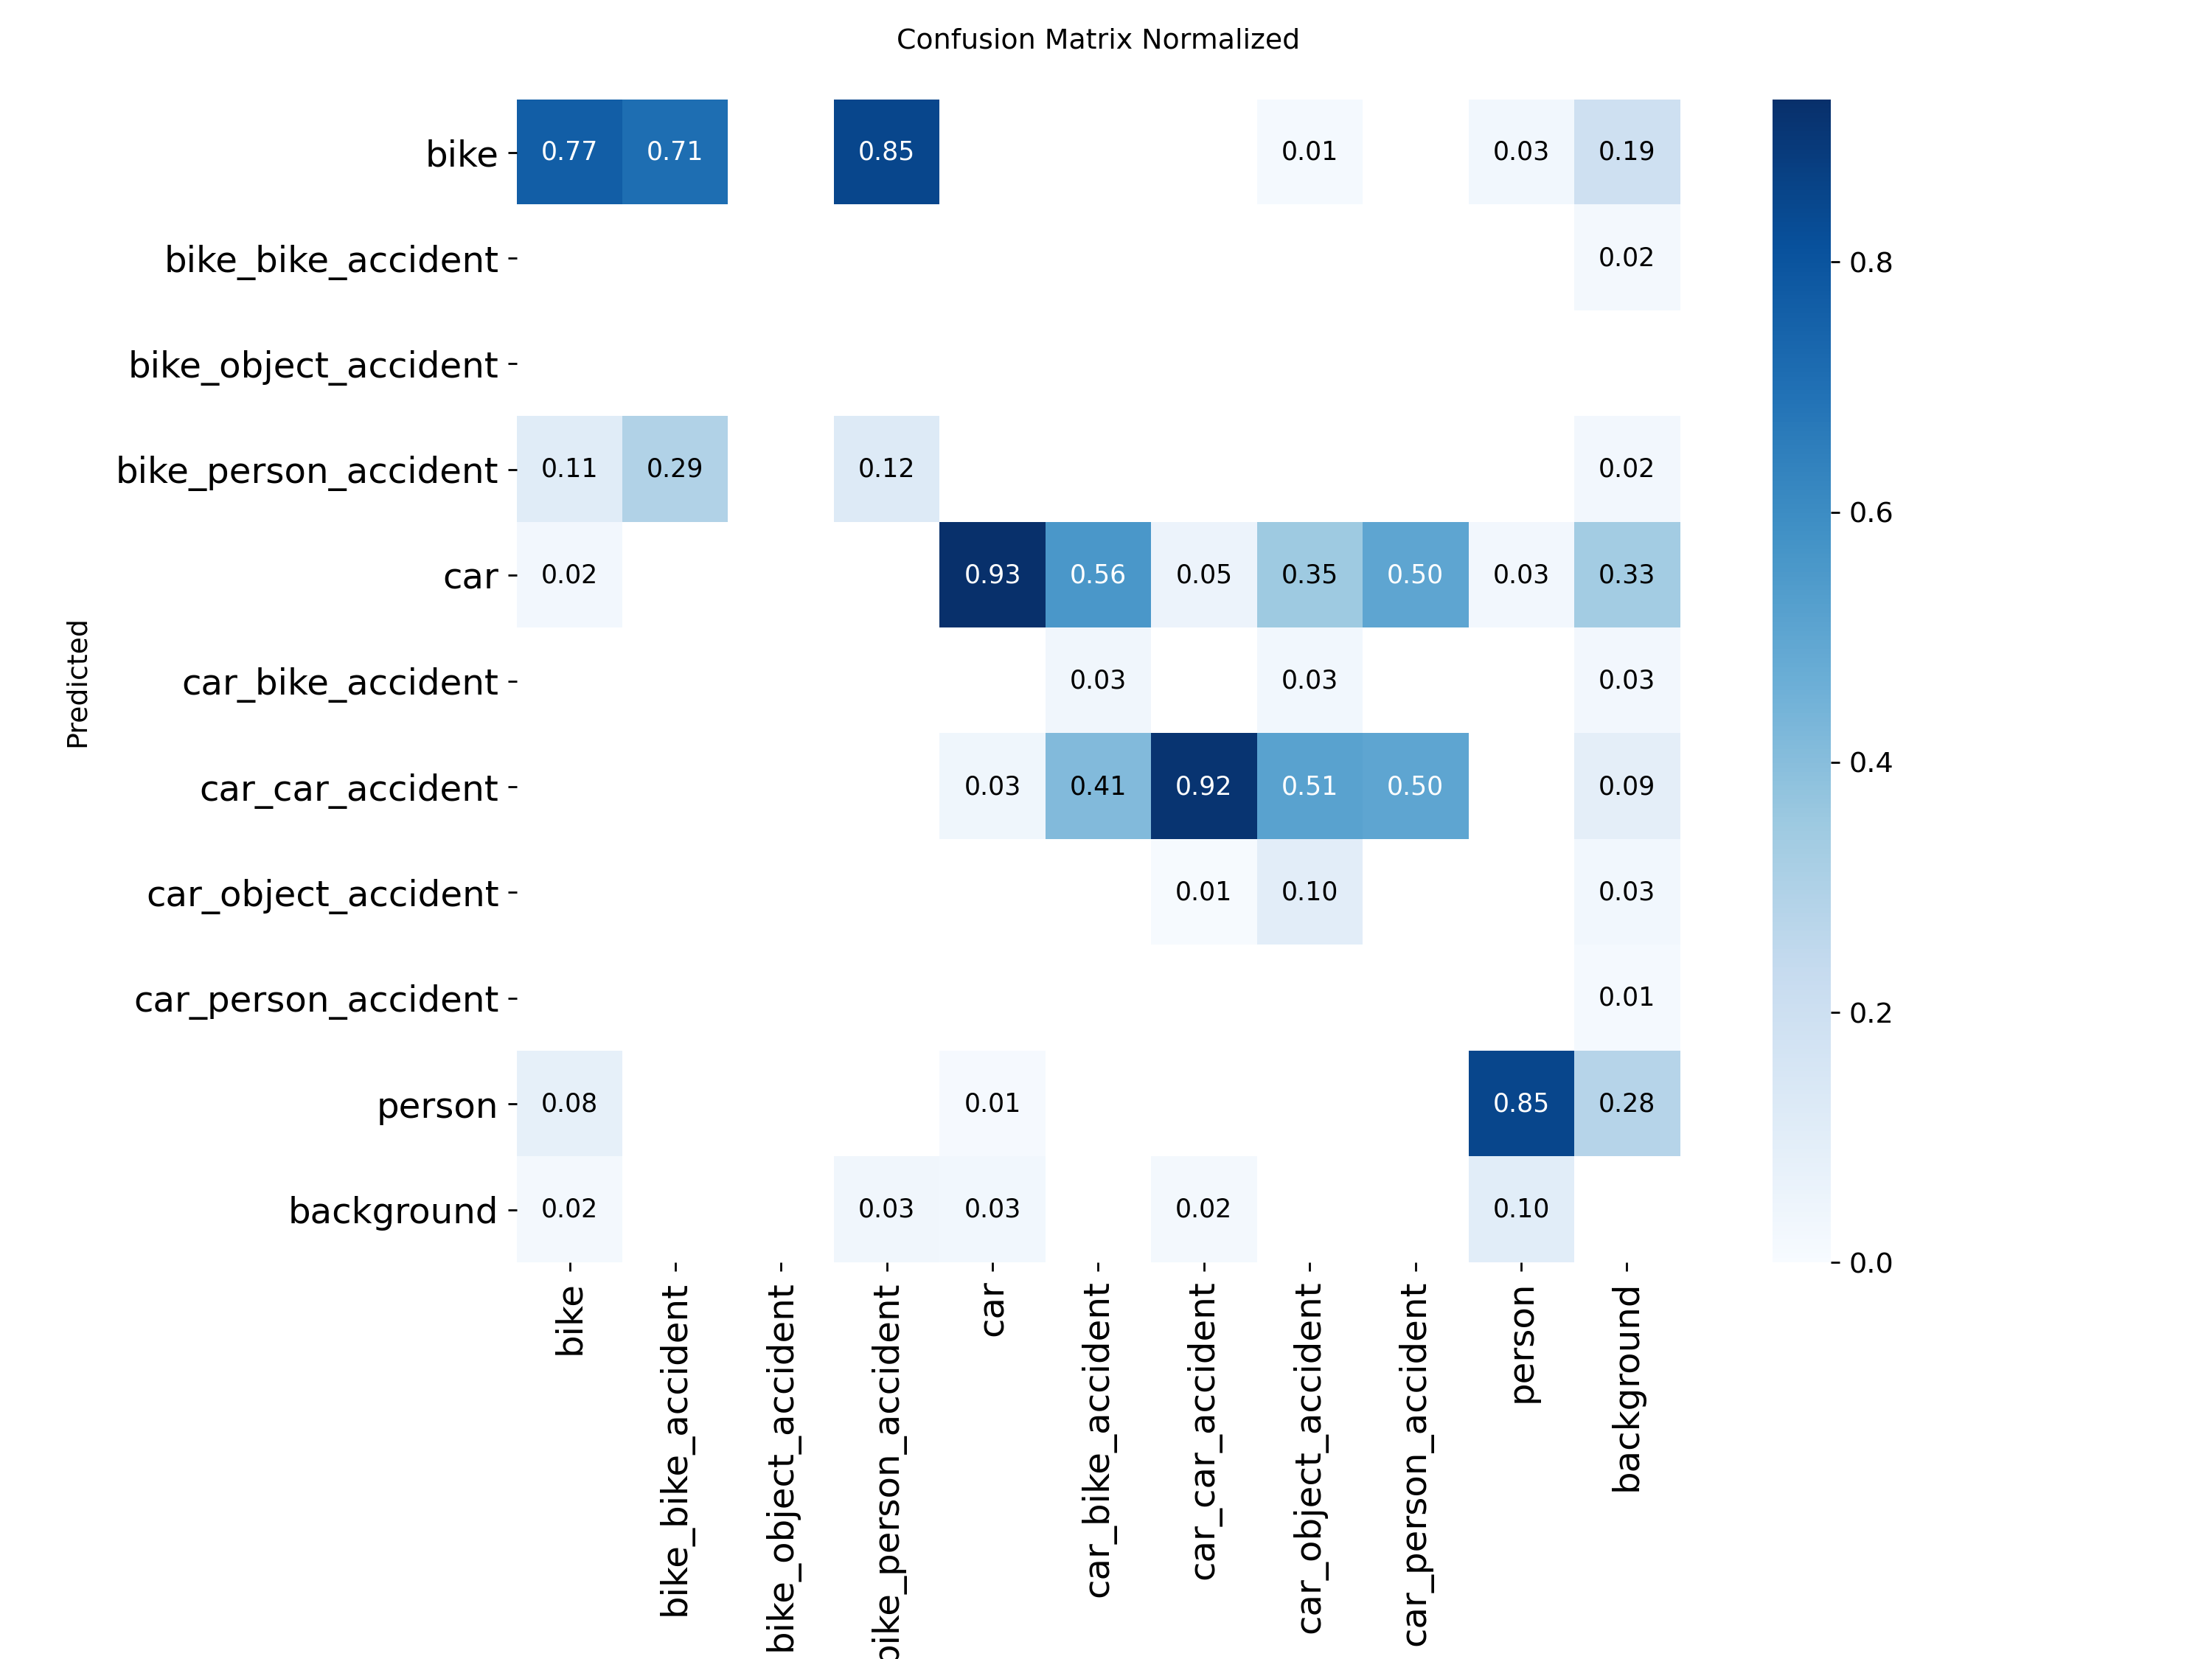 Confusion Matrix Normalized
bike
0.77 0.71 0.85 0.01 0.03 0.19
bike_bike_accident
0.02
0.8
bike_object_accident
bike_person_accident
0.11 0.29 0.12 0.02
0.6
car
0.02 0.93 0.56 0.05 0.35 0.50 0.03 0.33
Predicted
car_bike_accident
0.03 0.03 0.03
0.4
car_car_accident
0.03 0.41 0.92 0.51 0.50 0.09
car_object_accident
0.01 0.10 0.03
car_person_accident
0.01
0.2
person
0.08 0.01 0.85 0.28
background
0.02 0.03 0.03 0.02 0.10
0.0
bike
bike_bike_accident
bike_object_accident
bike_person_accident
car
car_bike_accident
car_car_accident
car_object_accident
car_person_accident
person
background